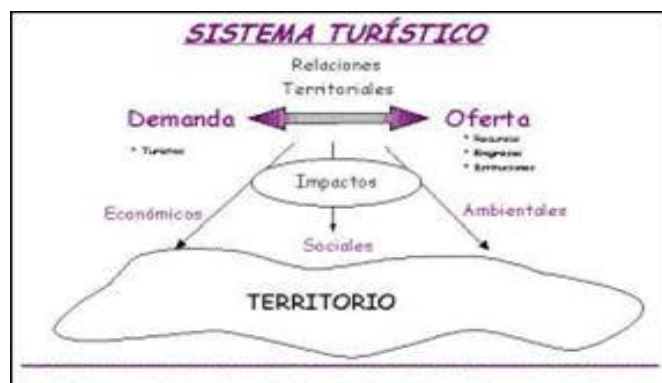 SISTEMA TURÍSTICO
Relaciones
Territoriales
Demanda
Oferta
* Turistas
* Recursos
* Empresas
* Instituciones
Impactos
Económicos
Ambientales
Sociales
TERRITORIO